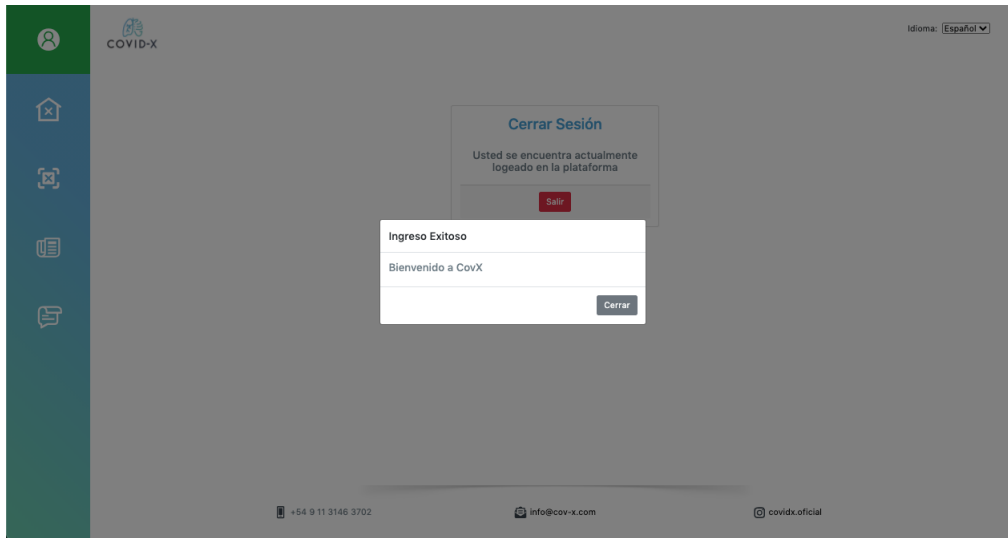 COVID-X
Idioma: Español
Cerrar Sesión
Usted se encuentra actualmente
logeado en la plataforma
Salir
Ingreso Exitoso
Bienvenido a CovX
Cerrar
+54 9 11 3146 3702
info@cov-x.com
covidx.oficial